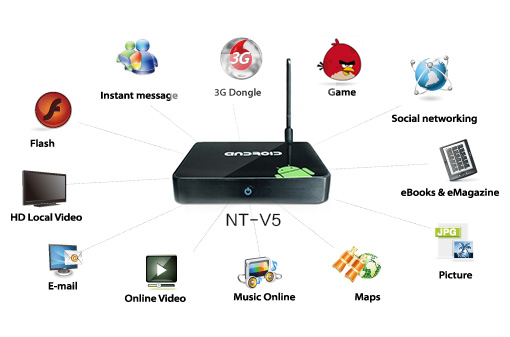 Instant message
3G
3G Dongle
Game
Social networking
Flash
android
eBooks & eMagazine
HD Local Video
NT-V5
JPG
E-mail
Online Video
Music Online
Maps
Picture